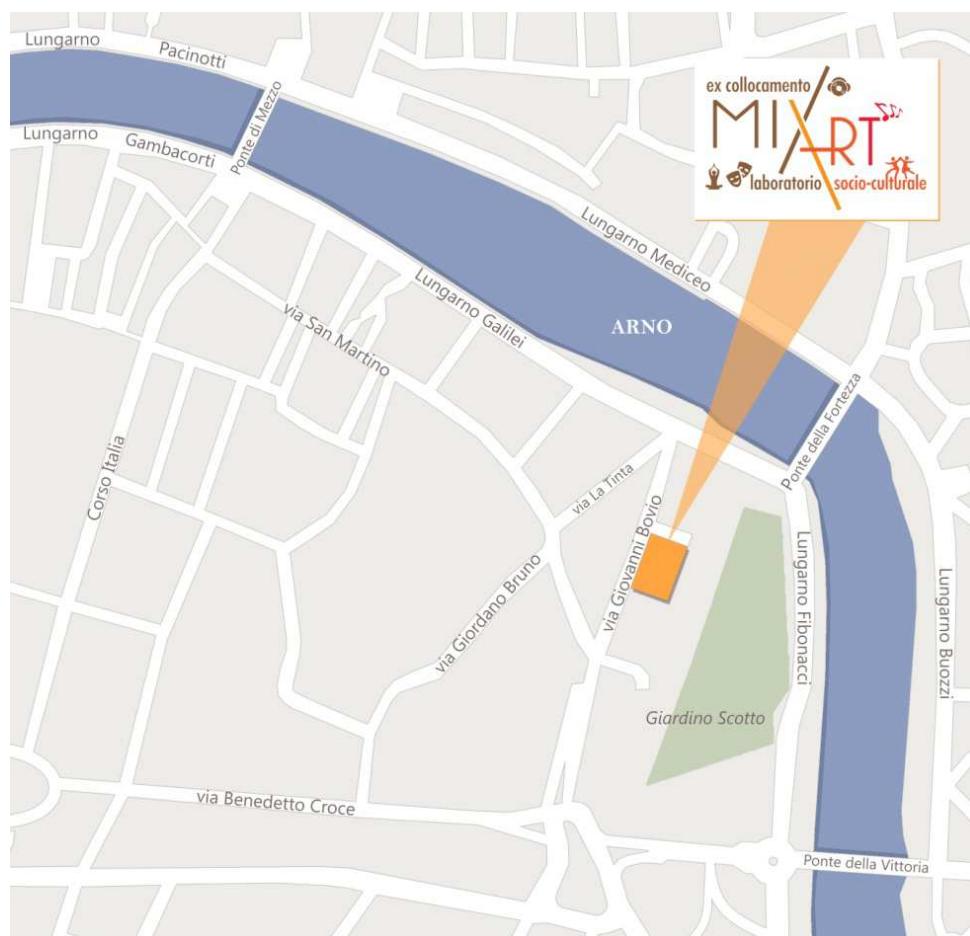 Lungarno
Pacinotti
Lungarno
Gambacorti
Ponte di Mezzo
ex collocamento
MIXART
laboratorio socio-culturale
Lungarno Mediceo
Lungarno Galilei
ARNO
via San Martino
Ponte della Fortezza
Corso Italia
via La Tinta
via Giovanni Bovio
via Giordano Bruno
Lungarno Fibonacci
Lungarno Buozzi
Giardino Scotto
via Benedetto Croce
Ponte della Vittoria